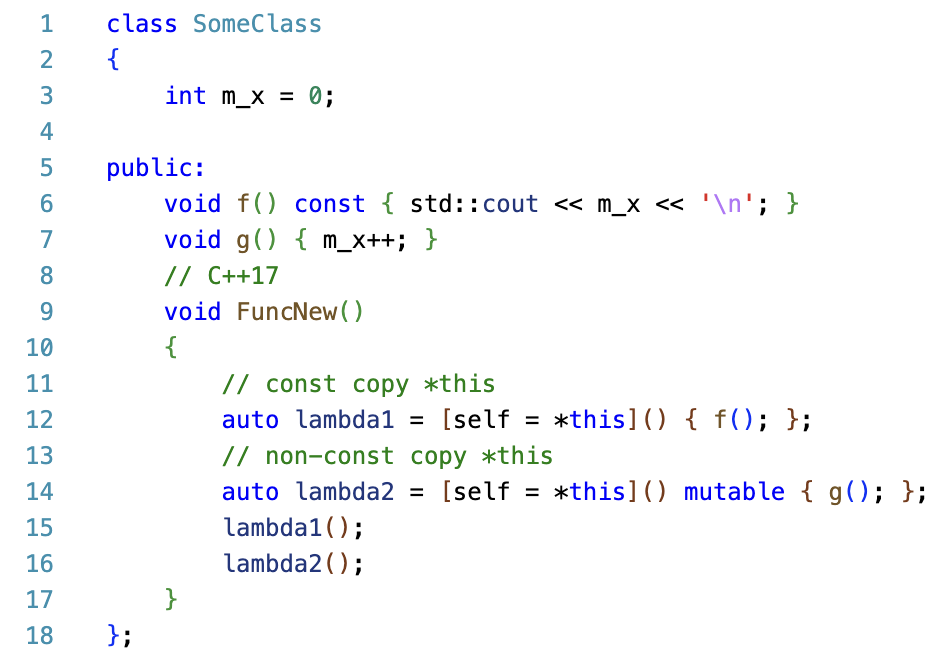 1 class SomeClass
2 {
3     int m_x = 0;
4
5 public:
6     void f() const { std::cout << m_x << '\n'; }
7     void g() { m_x++; }
8     // C++17
9     void FuncNew()
10     {
11         // const copy *this
12         auto lambda1 = [self = *this]() { f(); };
13         // non-const copy *this
14         auto lambda2 = [self = *this]() mutable { g(); };
15         lambda1();
16         lambda2();
17     }
18 };